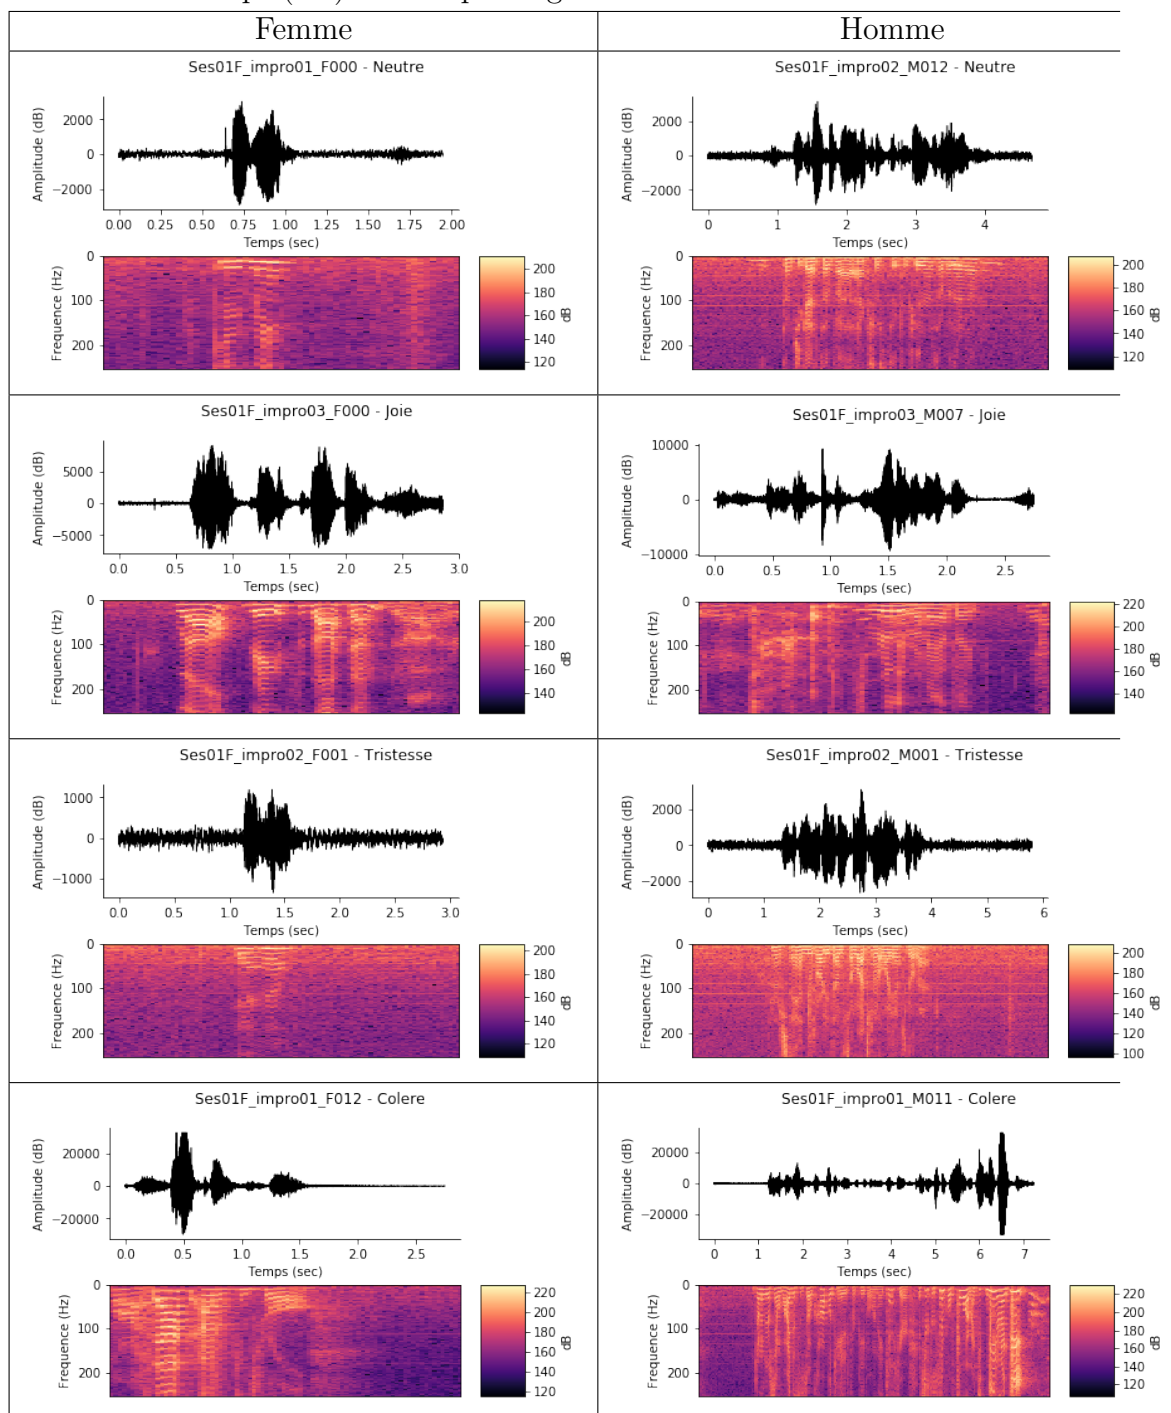 Femme
Homme
Ses01F_impro01_F000 - Neutre
Amplitude (dB)
2000
0
−2000
0.00 0.25 0.50 0.75 1.00 1.25 1.50 1.75 2.00
Temps (sec)
Frequence (Hz)
0
100
200
200
180
160
140
120
dB
Ses01F_impro02_M012 - Neutre
Amplitude (dB)
2000
0
−2000
0 1 2 3 4
Temps (sec)
Frequence (Hz)
0
100
200
200
180
160
140
120
dB
Ses01F_impro03_F000 - Joie
Amplitude (dB)
5000
0
−5000
0.0 0.5 1.0 1.5 2.0 2.5 3.0
Temps (sec)
Frequence (Hz)
0
100
200
200
180
160
140
dB
Ses01F_impro03_M007 - Joie
Amplitude (dB)
10000
0
−10000
0.0 0.5 1.0 1.5 2.0 2.5
Temps (sec)
Frequence (Hz)
0
100
200
220
200
180
160
140
dB
Ses01F_impro02_F001 - Tristesse
Amplitude (dB)
1000
0
−1000
0.0 0.5 1.0 1.5 2.0 2.5 3.0
Temps (sec)
Frequence (Hz)
0
100
200
200
180
160
140
120
dB
Ses01F_impro02_M001 - Tristesse
Amplitude (dB)
2000
0
−2000
0 1 2 3 4 5 6
Temps (sec)
Frequence (Hz)
0
100
200
200
180
160
140
120
100
dB
Ses01F_impro01_F012 - Colere
Amplitude (dB)
20000
0
−20000
0.0 0.5 1.0 1.5 2.0 2.5
Temps (sec)
Frequence (Hz)
0
100
200
220
200
180
160
140
120
dB
Ses01F_impro01_M011 - Colere
Amplitude (dB)
20000
0
−20000
0 1 2 3 4 5 6 7
Temps (sec)
Frequence (Hz)
0
100
200
220
200
180
160
140
120
dB